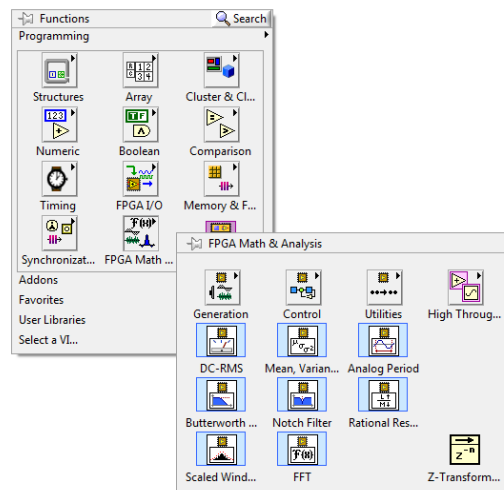 Functions
Search
Programming
Structures
Array
Cluster & Cl...
Numeric
Boolean
Comparison
Timing
FPGA I/O
Memory & F...
Synchronizat...
FPGA Math ...
Addons
Favorites
User Libraries
Select a VI...
FPGA Math & Analysis
Generation
Control
Utilities
High Throug...
DC-RMS
Mean, Varian...
Analog Period
Butterworth ...
Notch Filter
Rational Res...
Scaled Wind...
FFT
Z-Transform...